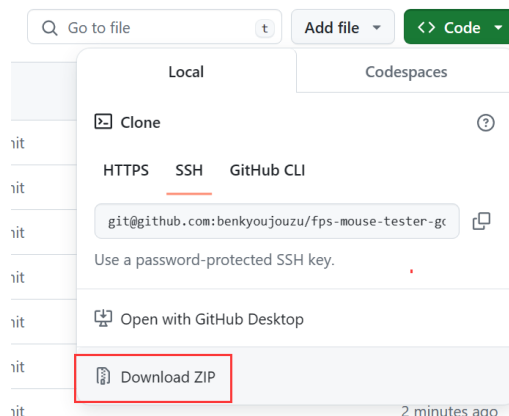 Go to file t Add file <> Code
Local Codespaces
Clone
HTTPS SSH GitHub CLI
git@github.com:benkyoujouzu/fps-mouse-tester-gc
Use a password-protected SSH key.
Open with GitHub Desktop
Download ZIP
2 minutes ago